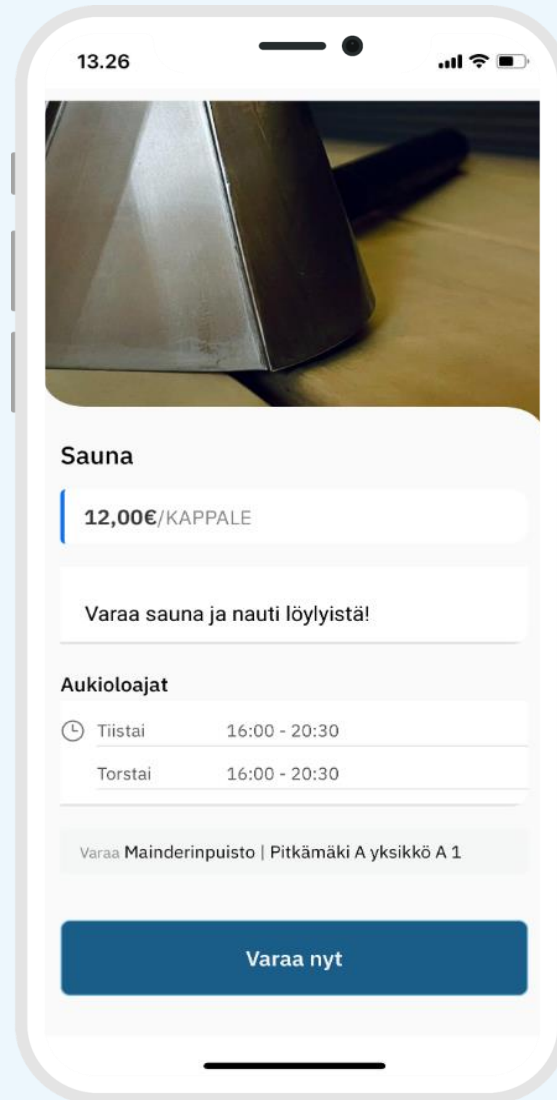 13.26
Sauna
12,00€/KAPPALE
Varaa sauna ja nauti löylyistä!
Aukioloajat
Tiistai 16:00 - 20:30
Torstai 16:00 - 20:30
Varaa Mainderinpuisto | Pitkämäki A yksikkö A 1
Varaa nyt